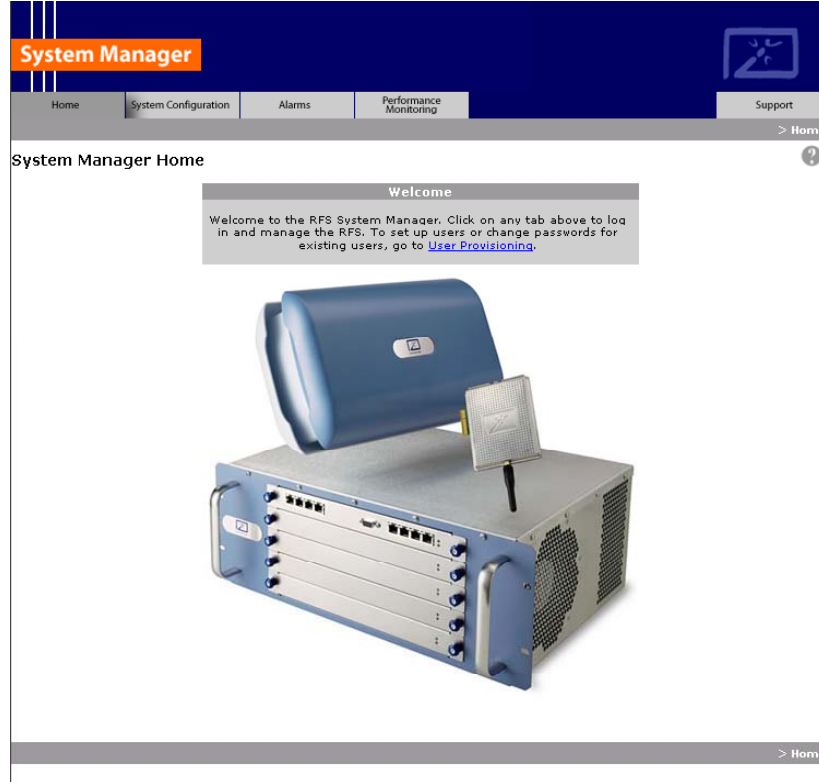 System Manager
Home
System Configuration
Alarms
Performance
Monitoring
Support
> Hom
System Manager Home
?
Welcome
Welcome to the RFS System Manager. Click on any tab above to log
in and manage the RFS. To set up users or change passwords for
existing users, go to User Provisioning.
> Hom